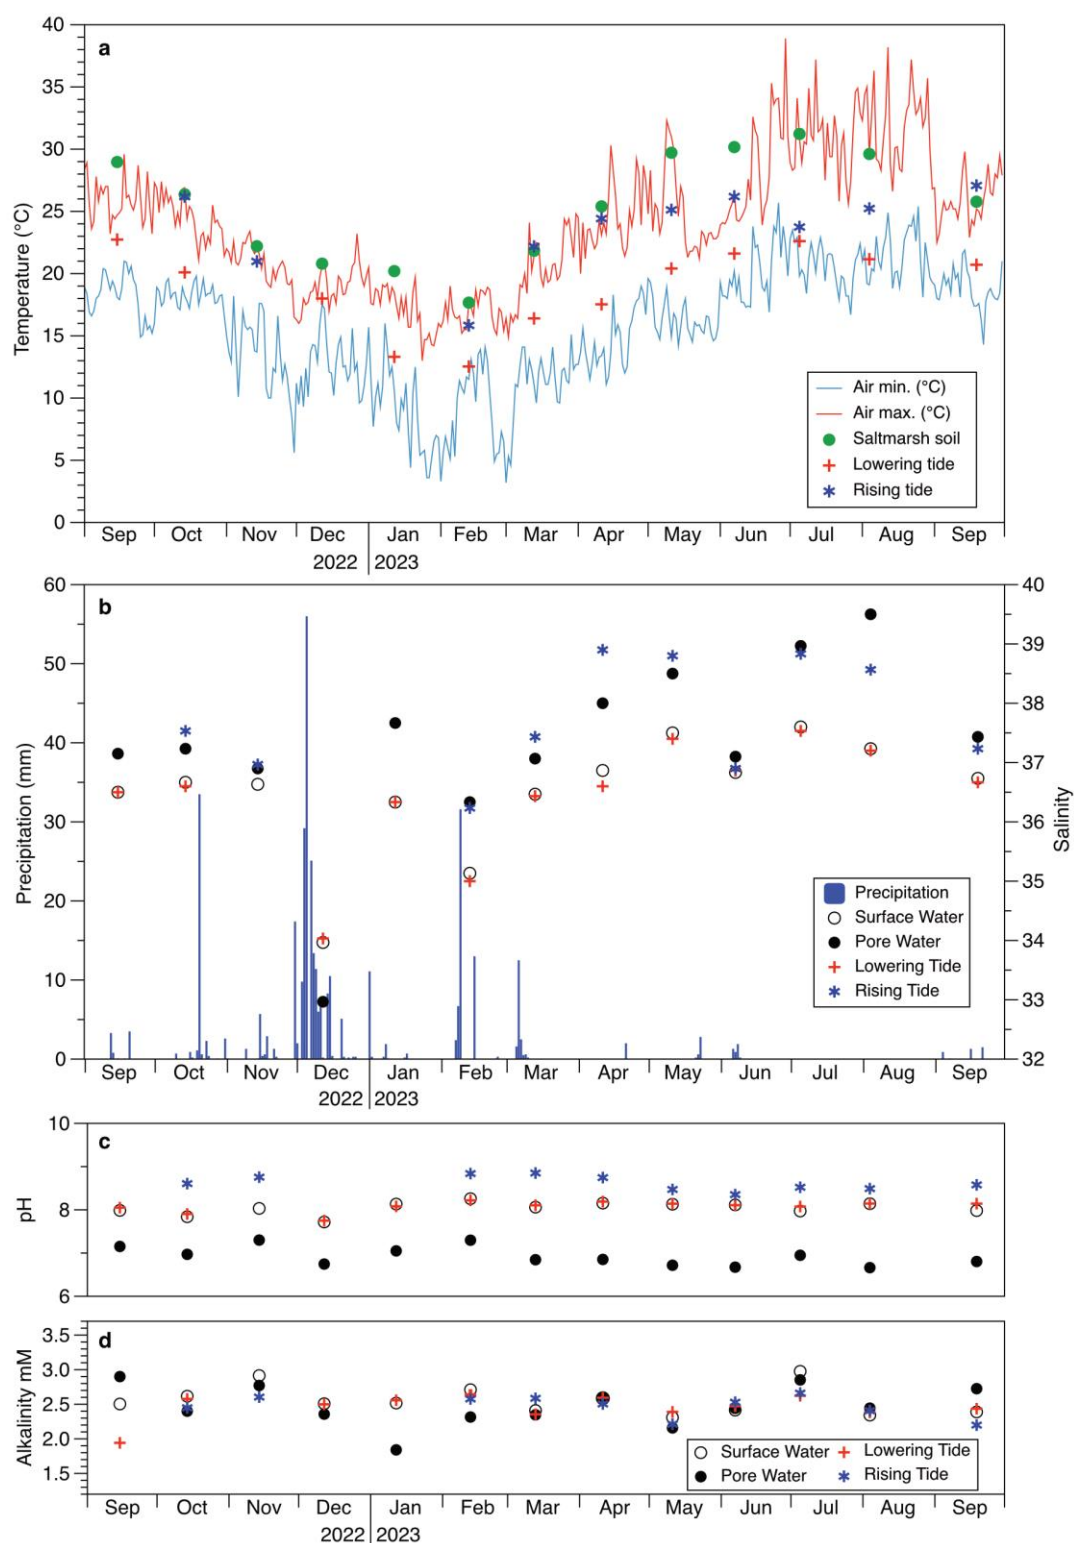 a
40
35
30
25
20
15
10
5
0
Temperature (°C)
Air min. (°C)
Air max. (°C)
Saltmarsh soil
Lowering tide
Rising tide
Sep Oct Nov Dec Jan Feb Mar Apr May Jun Jul Aug Sep
2022 2023
b
60
50
40
30
20
10
0
Precipitation (mm)
40
39
38
37
36
35
34
33
32
Salinity
Precipitation
Surface Water
Pore Water
Lowering Tide
Rising Tide
Sep Oct Nov Dec Jan Feb Mar Apr May Jun Jul Aug Sep
2022 2023
c
10
8
6
pH
d
3.5
3.0
2.5
2.0
1.5
Alkalinity mM
Surface Water Lowering Tide
Pore Water Rising Tide
Sep Oct Nov Dec Jan Feb Mar Apr May Jun Jul Aug Sep
2022 2023